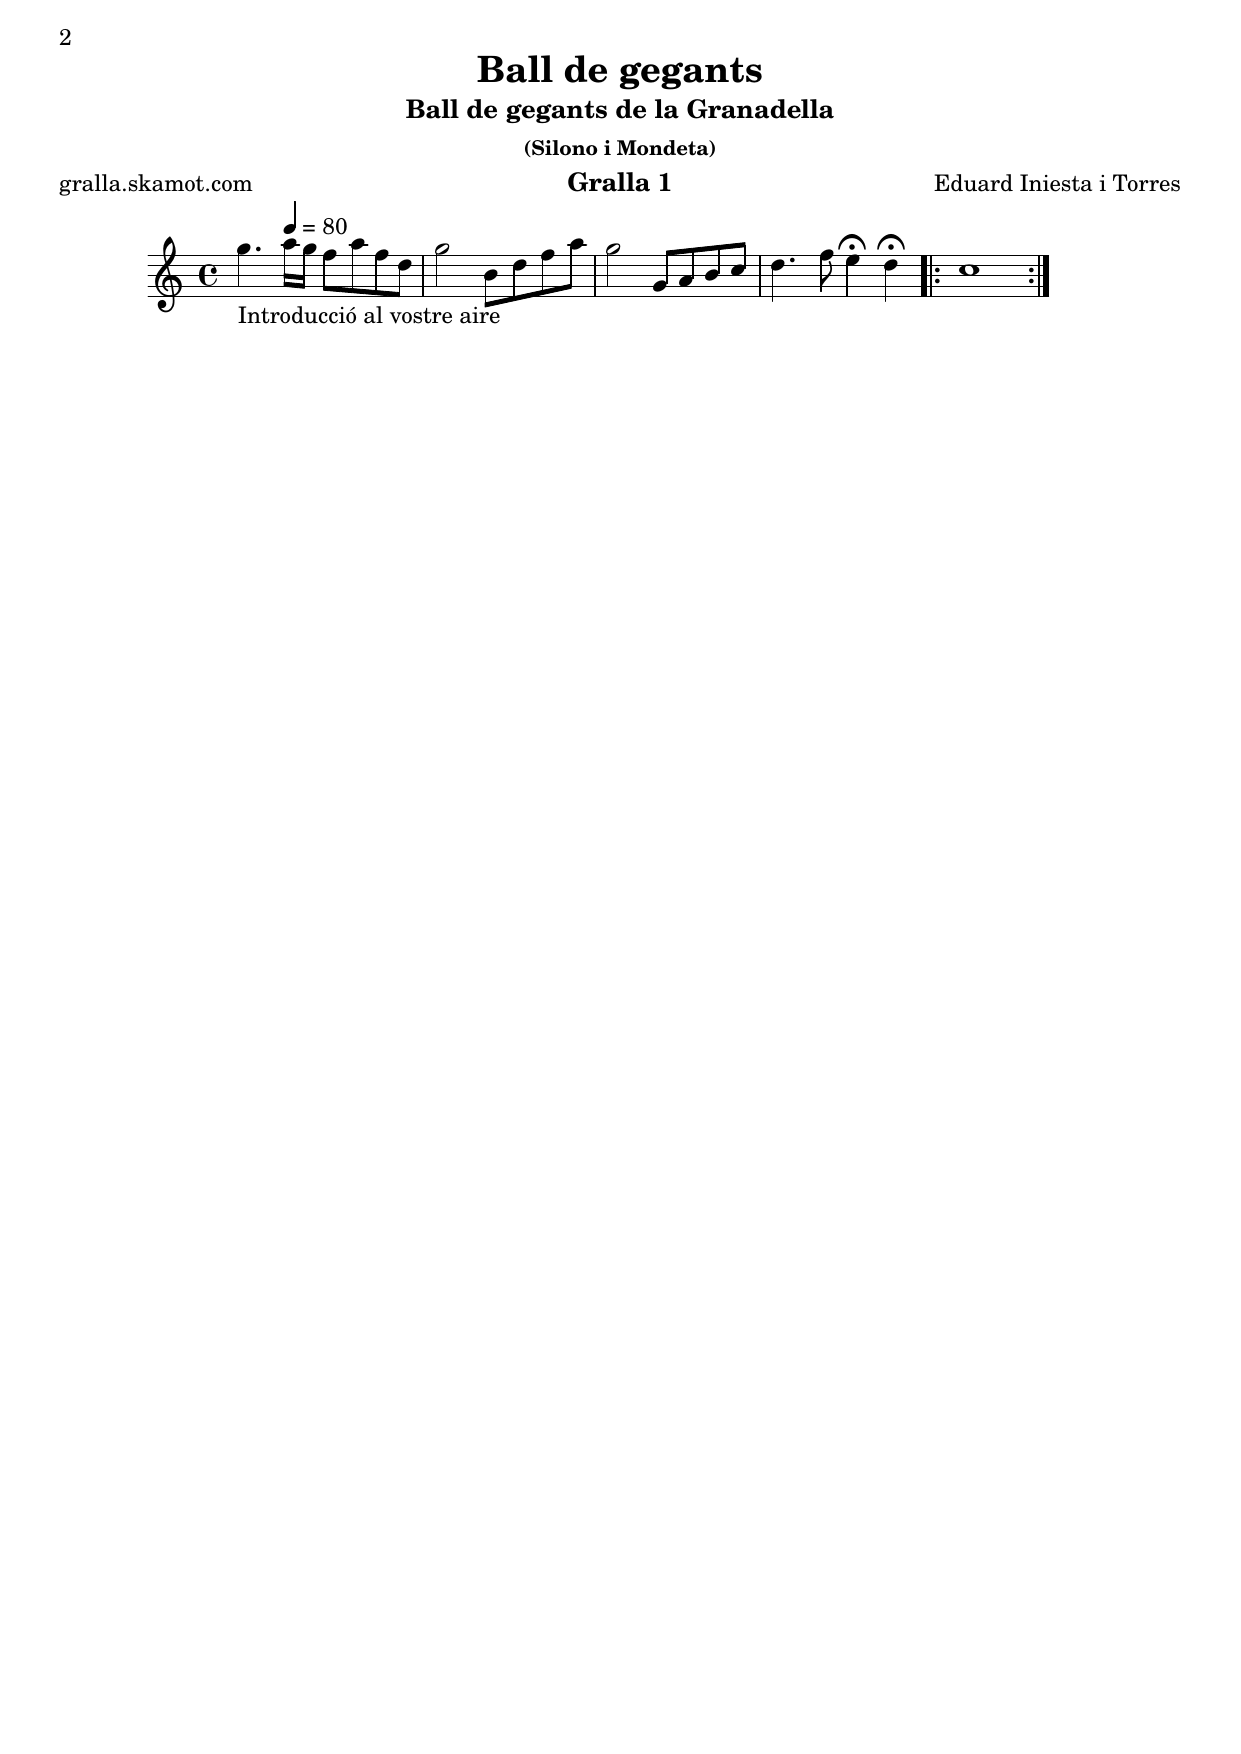 2
Ball de gegants
Ball de gegants de la Granadella
(Silono i Mondeta)
gralla.skamot.com Gralla 1 Eduard Iniesta i Torres
= 80
Introducció al vostre aire